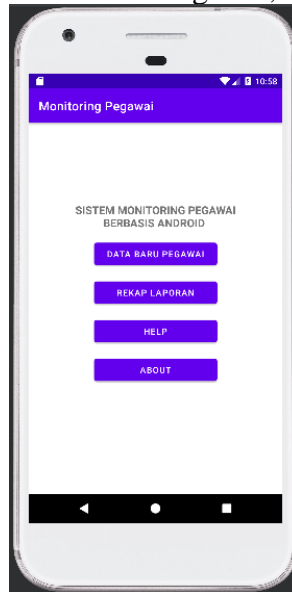 10:58
Monitoring Pegawai
SISTEM MONITORING PEGAWAI
BERBASIS ANDROID
DATA BARU PEGAWAI
REKAP LAPORAN
HELP
ABOUT